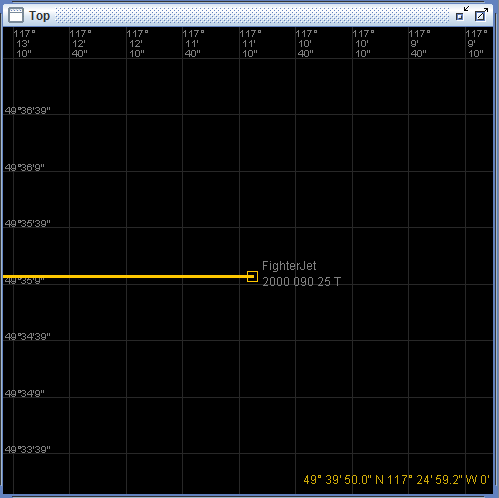 Top
117° 117° 117° 117° 117° 117° 117° 117° 117°
13' 12' 12' 11' 11' 10' 10' 9' 9'
10" 40" 10" 40" 10" 40" 10" 40" 10"
49°36'39"
49°36'9"
49°35'39"
FighterJet
2000 090 25 T
49°35'9"
49°34'39"
49°34'9"
49°33'39"
49° 39' 50.0" N 117° 24' 59.2" W 0'